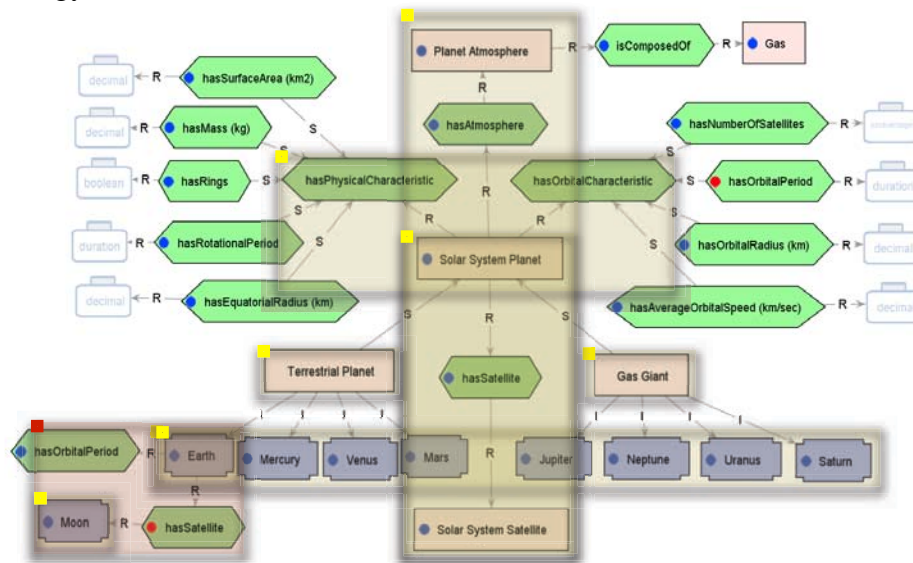 Planet Atmosphere
R
isComposedOf
R
Gas
decimal
R
hasSurfaceArea (km2)
R
S
hasAtmosphere
hasNumberOfSatellites
R
decimal
R
hasMass (kg)
S
S
R
S
boolean
R
hasRings
S
hasPhysicalCharacteristic
hasOrbitalCharacteristic
S
hasOrbitalPeriod
R
duration
S
R
R
S
duration
R
hasRotationalPeriod
S
Solar System Planet
S
hasOrbitalRadius (km)
R
decimal
decimal
R
hasEquatorialRadius (km)
hasAverageOrbitalSpeed (km/sec)
R
decimal
S
R
S
Terrestrial Planet
hasSatellite
Gas Giant
hasOrbitalPeriod
R
Earth
Mercury
Venus
Mars
R
Jupiter
Neptune
Uranus
Saturn
R
Moon
R
hasSatellite
Solar System Satellite